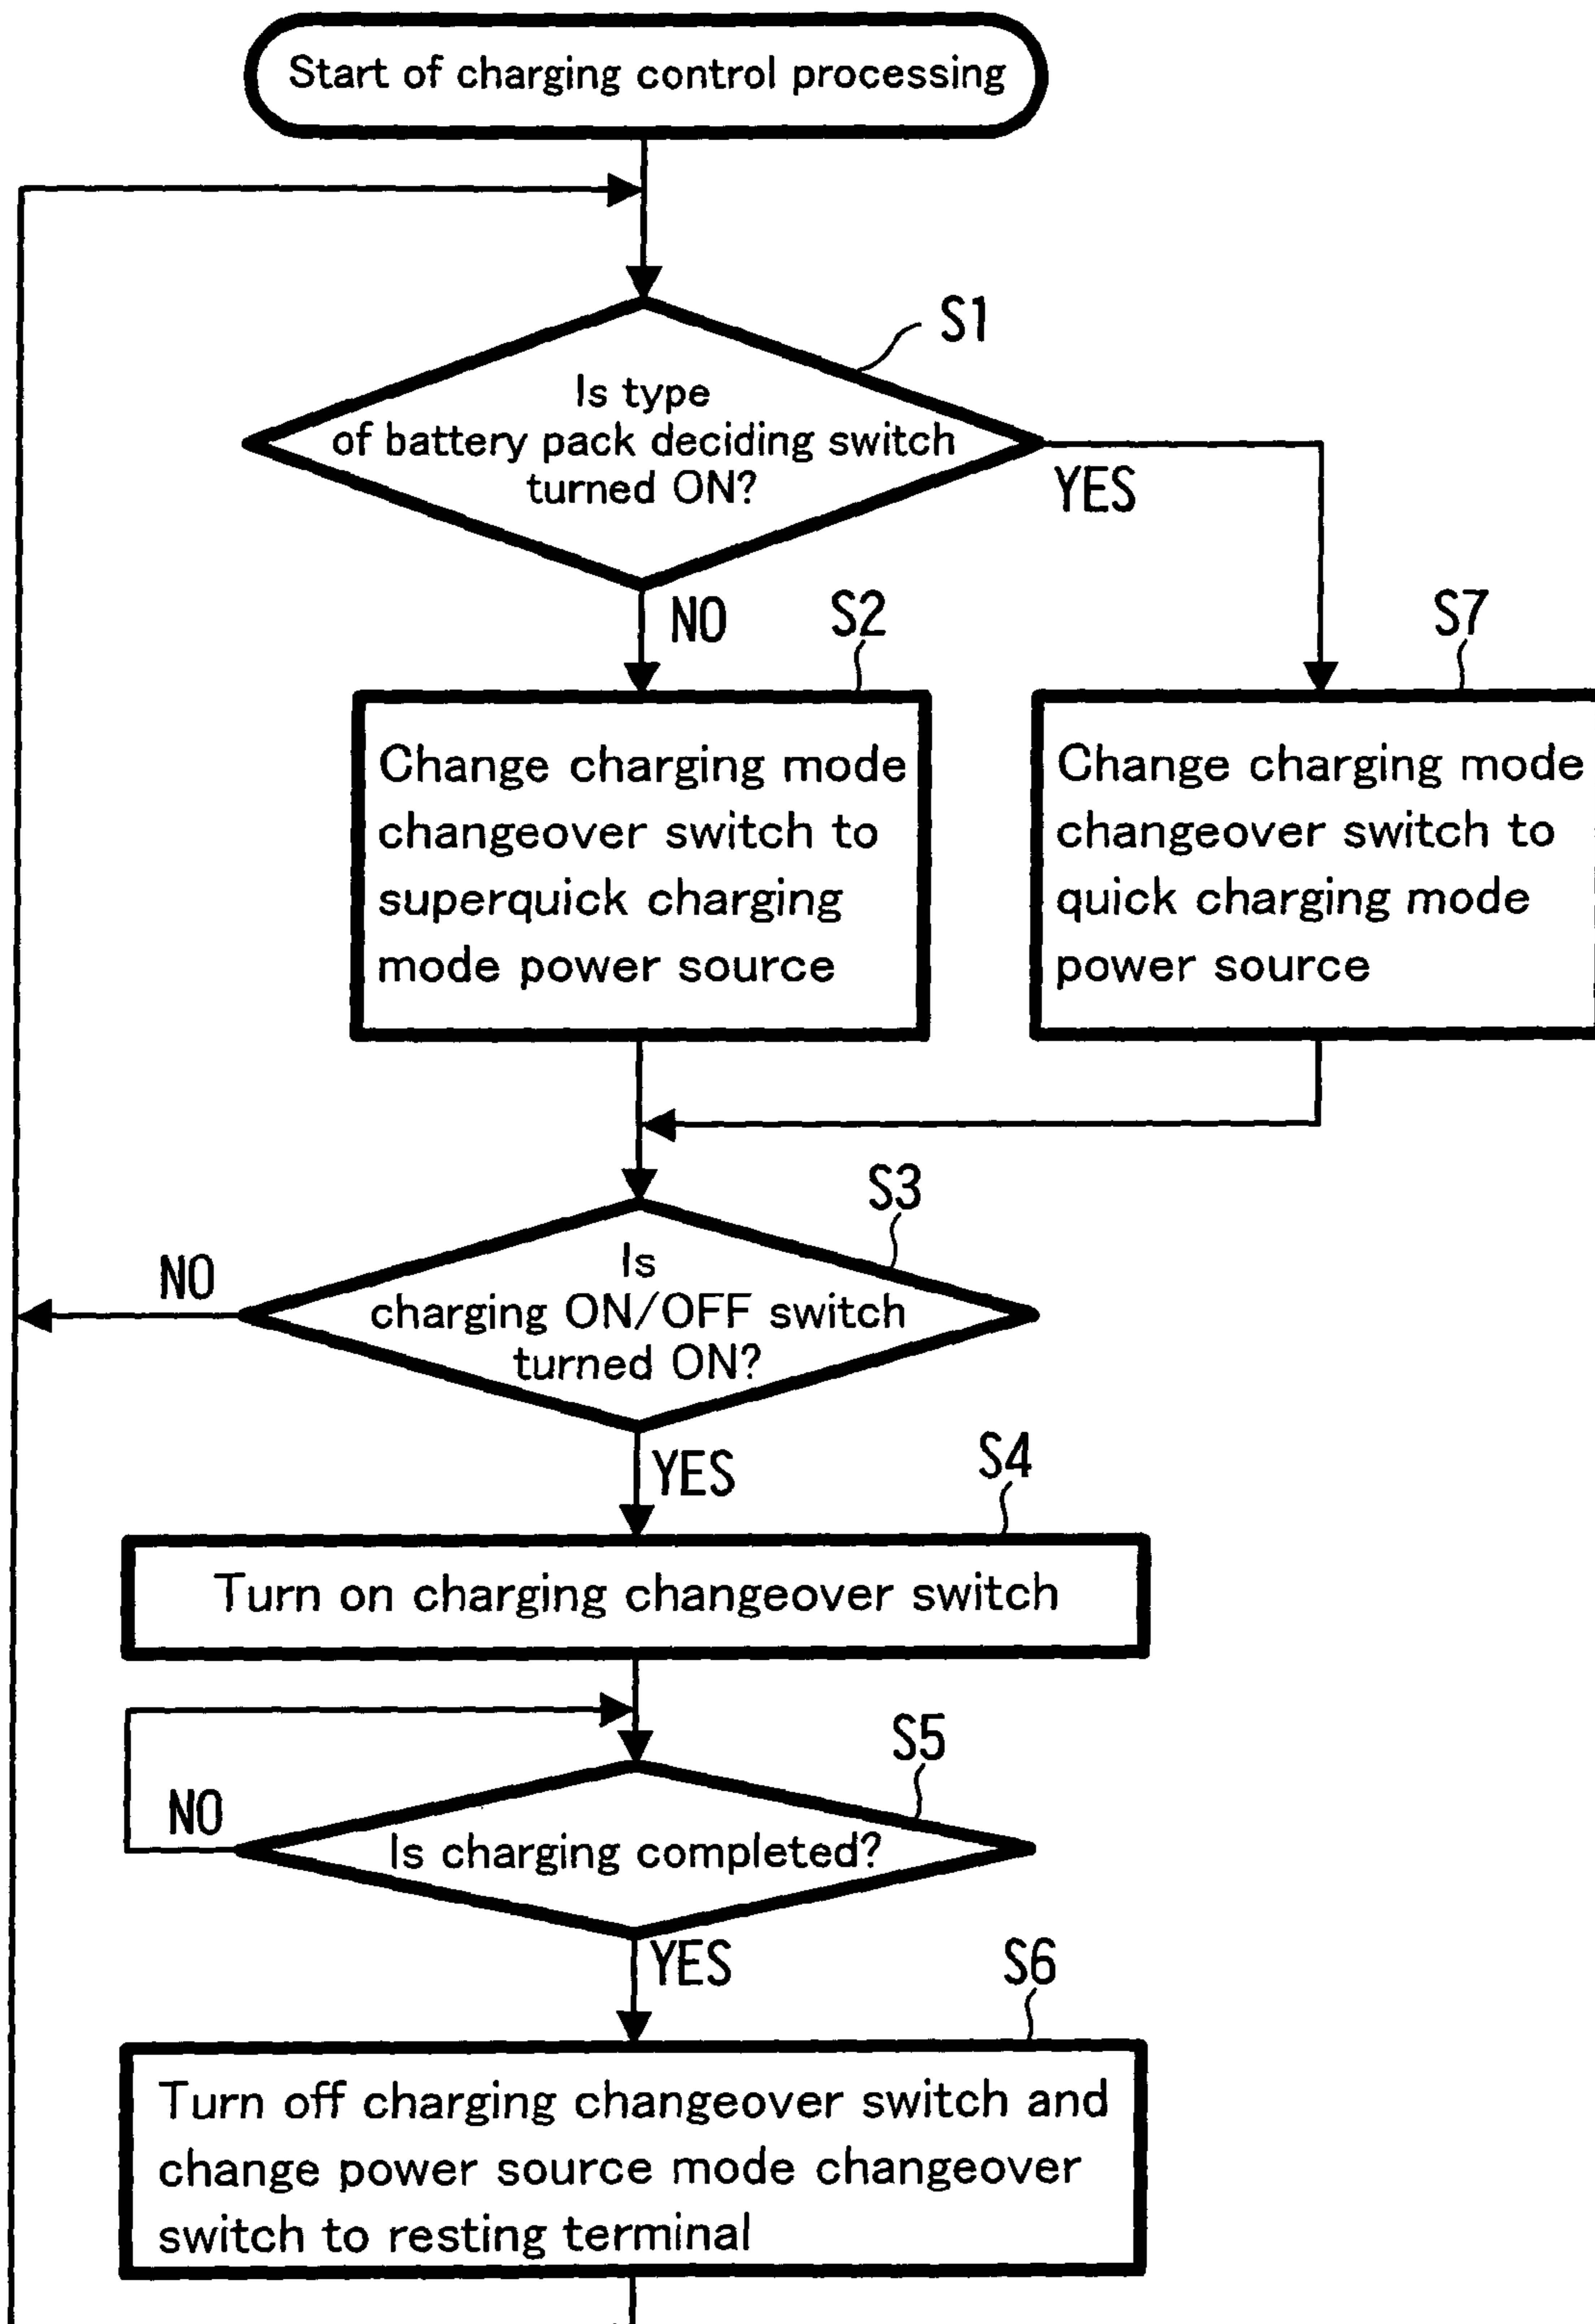 Start of charging control processing
S1
Is type
of battery pack deciding switch
turned ON?
YES
NO
S2
S7
Change charging mode
changeover switch to
superquick charging
mode power source
Change charging mode
changeover switch to
quick charging mode
power source
S3
NO
Is
charging ON/OFF switch
turned ON?
YES
S4
Turn on charging changeover switch
S5
NO
Is charging completed?
YES
S6
Turn off charging changeover switch and
change power source mode changeover
switch to resting terminal